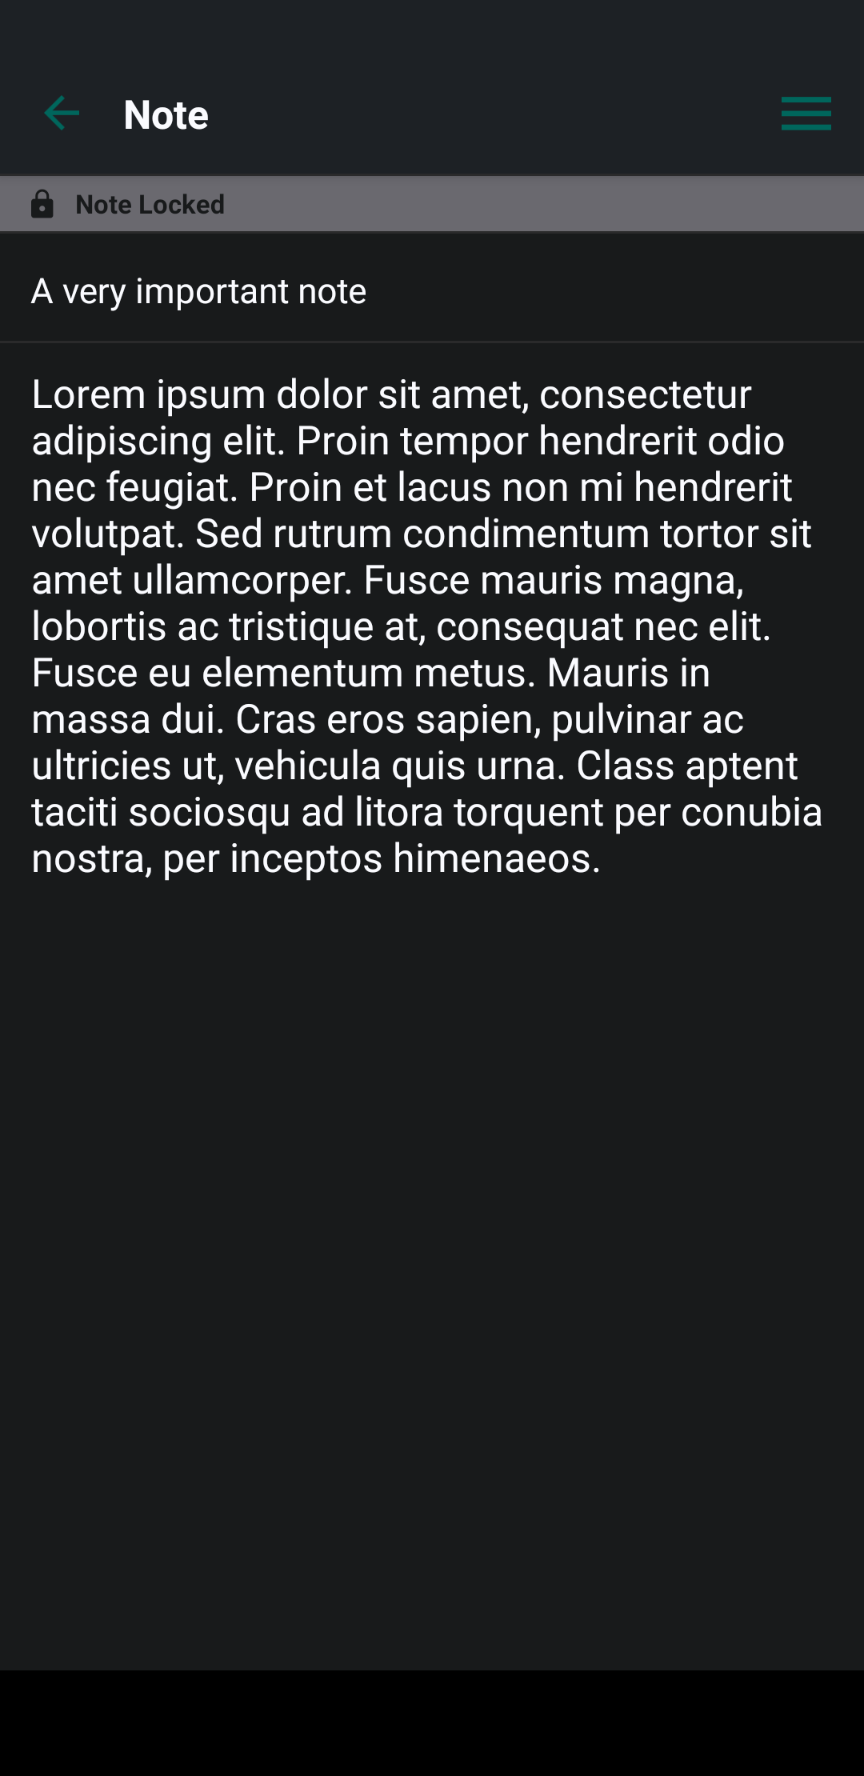 Note
Note Locked
A very important note
Lorem ipsum dolor sit amet, consectetur
adipiscing elit. Proin tempor hendrerit odio
nec feugiat. Proin et lacus non mi hendrerit
volutpat. Sed rutrum condimentum tortor sit
amet ullamcorper. Fusce mauris magna,
lobortis ac tristique at, consequat nec elit.
Fusce eu elementum metus. Mauris in
massa dui. Cras eros sapien, pulvinar ac
ultricies ut, vehicula quis urna. Class aptent
taciti sociosqu ad litora torquent per conubia
nostra, per inceptos himenaeos.